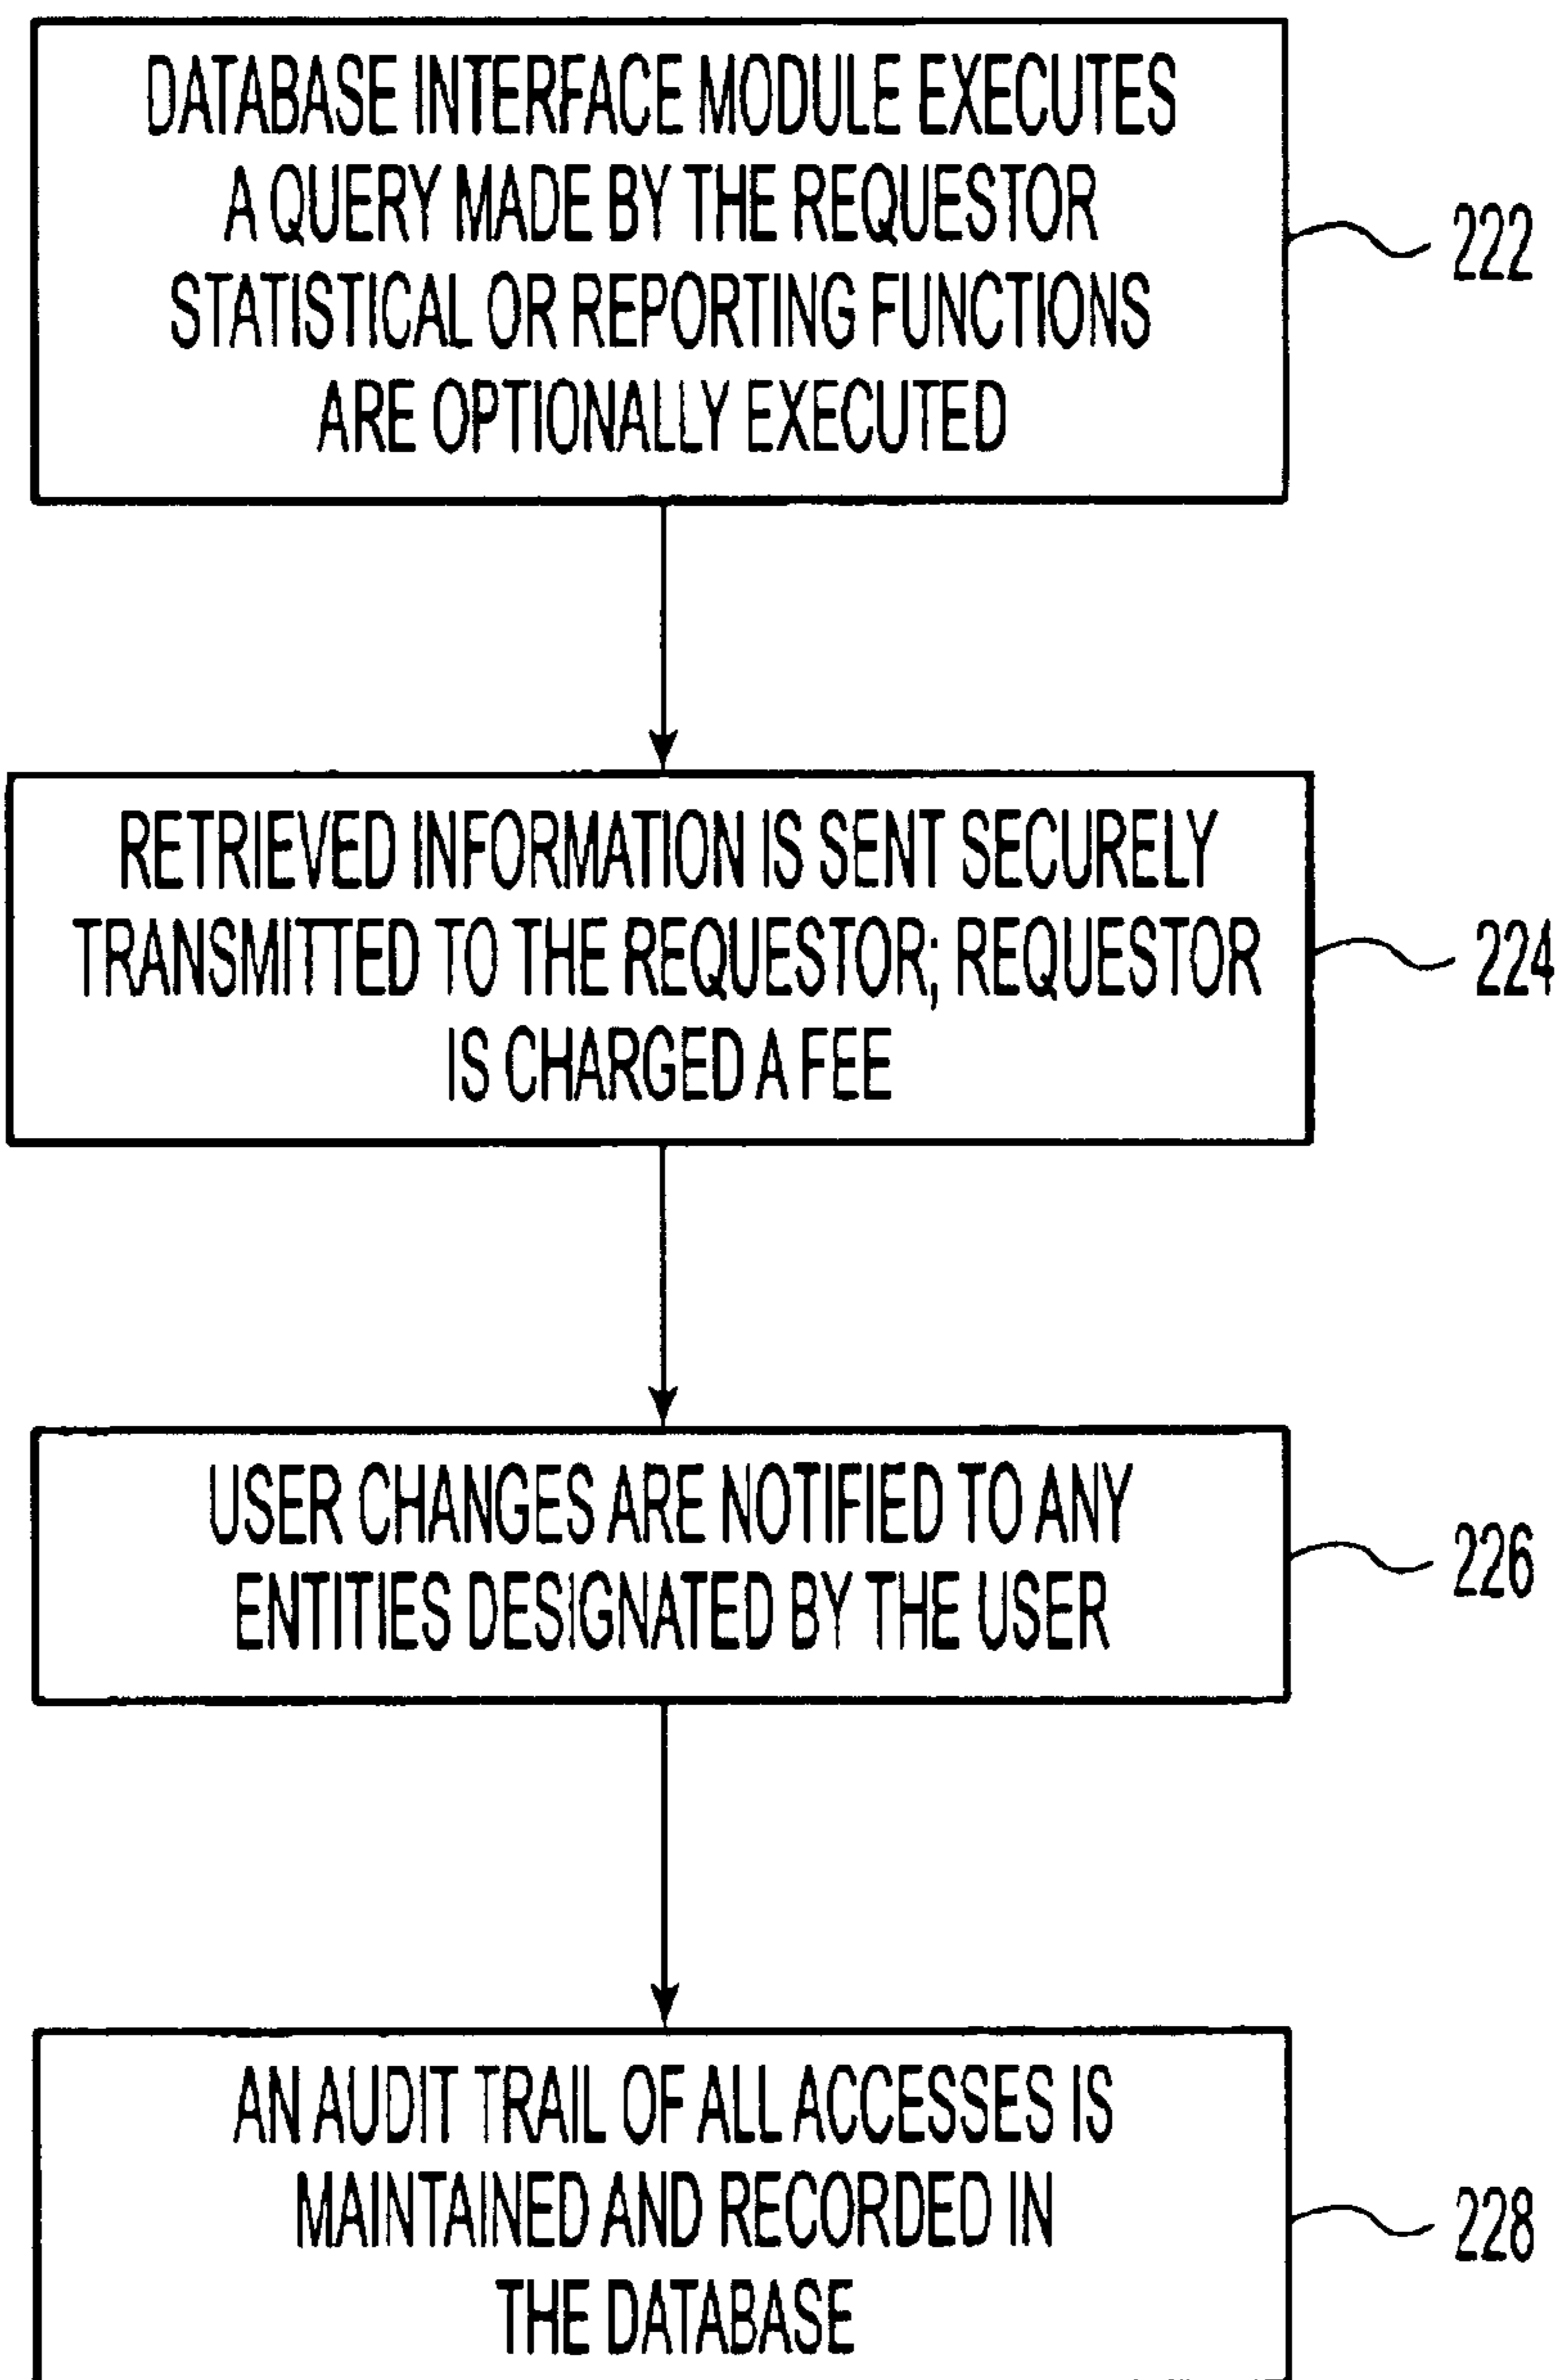 DATABASE INTERFACE MODULE EXECUTES
A QUERY MADE BY THE REQUESTOR
STATISTICAL OR REPORTING FUNCTIONS
ARE OPTIONALLY EXECUTED
222
RETRIEVED INFORMATION IS SENT SECURELY
TRANSMITTED TO THE REQUESTOR; REQUESTOR
IS CHARGED A FEE
224
USER CHANGES ARE NOTIFIED TO ANY
ENTITIES DESIGNATED BY THE USER
226
AN AUDIT TRAIL OF ALL ACCESSES IS
MAINTAINED AND RECORDED IN
THE DATABASE
228